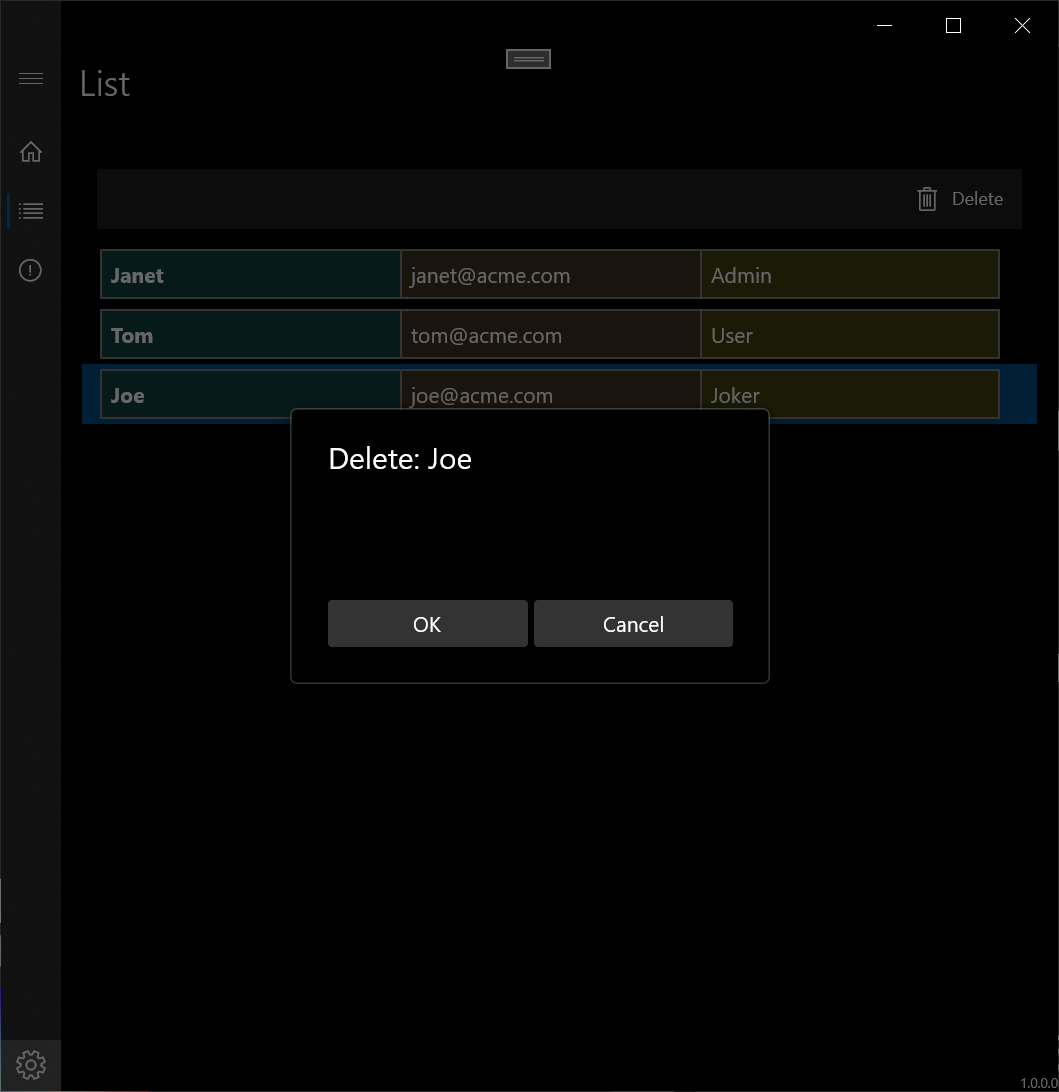 List
Delete
Janet janet@acme.com Admin
Tom tom@acme.com User
Joe joe@acme.com Joker
Delete: Joe
OK Cancel
1.0.0.0